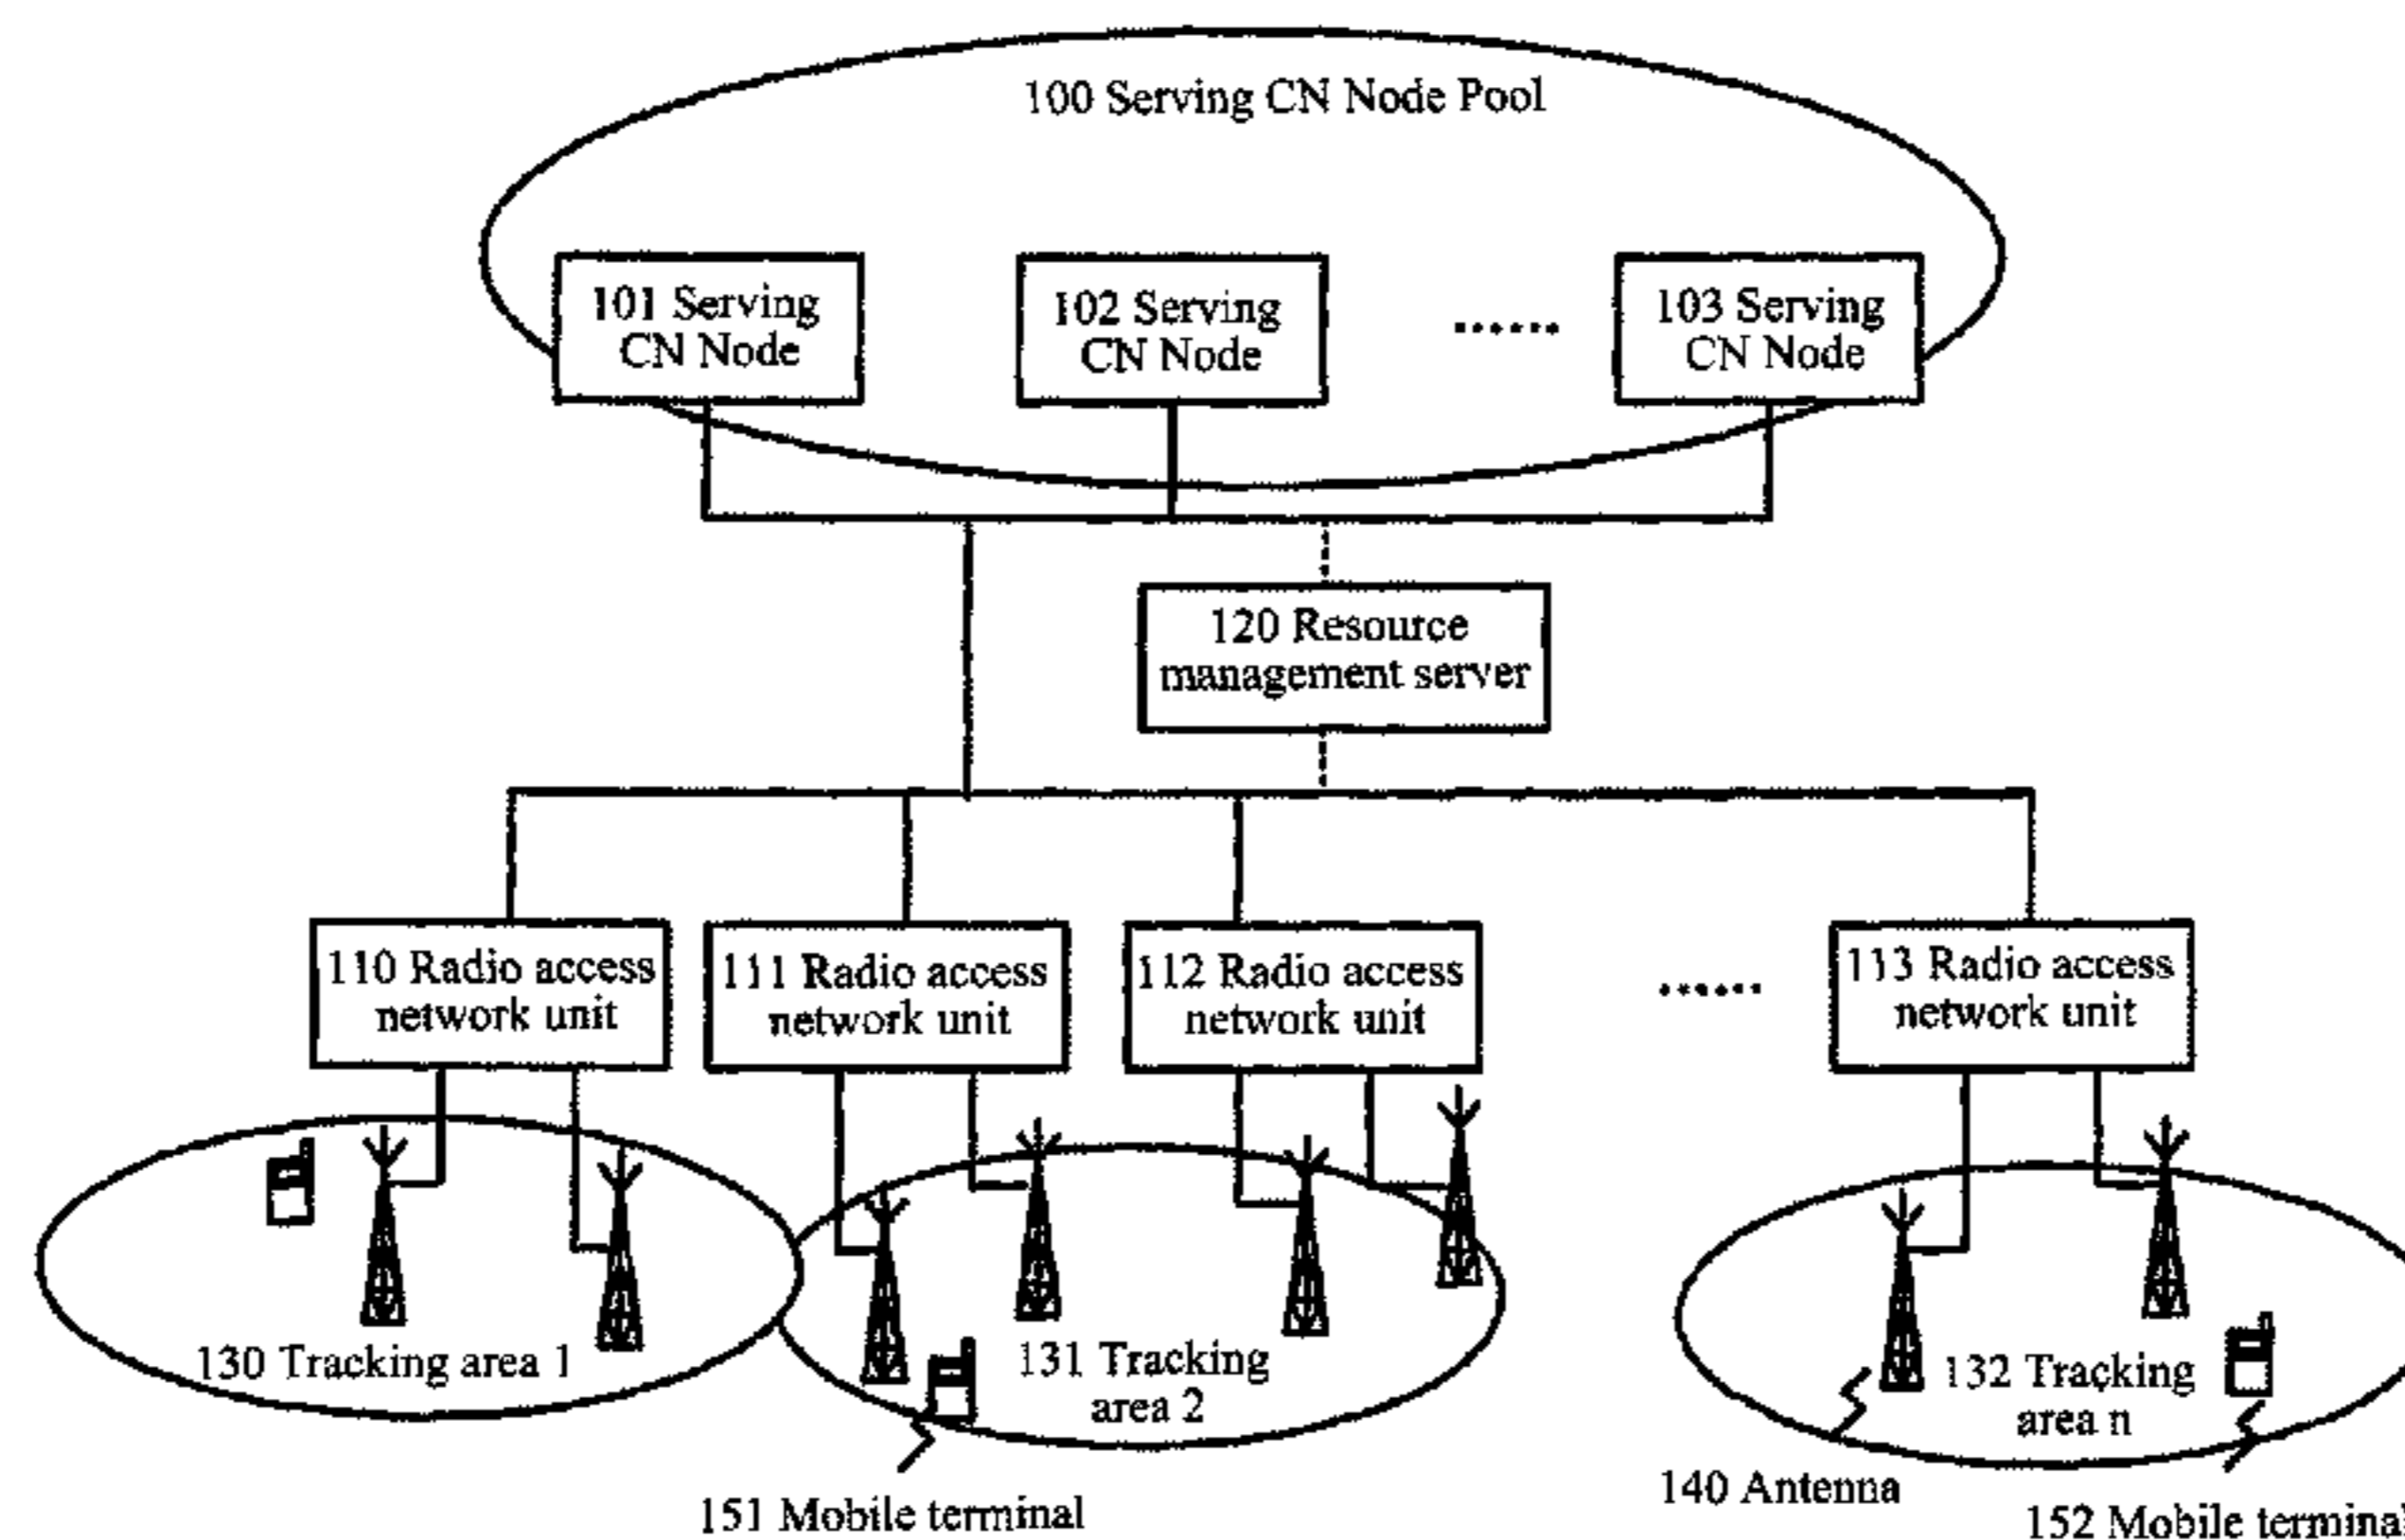 100 Serving CN Node Pool
101 Serving
CN Node
102 Serving
CN Node
......
103 Serving
CN Node
120 Resource
management server
110 Radio access
network unit
111 Radio access
network unit
112 Radio access
network unit
......
113 Radio access
network unit
130 Tracking area 1
131 Tracking
area 2
132 Tracking
area n
140 Antenna
151 Mobile terminal
152 Mobile terminal